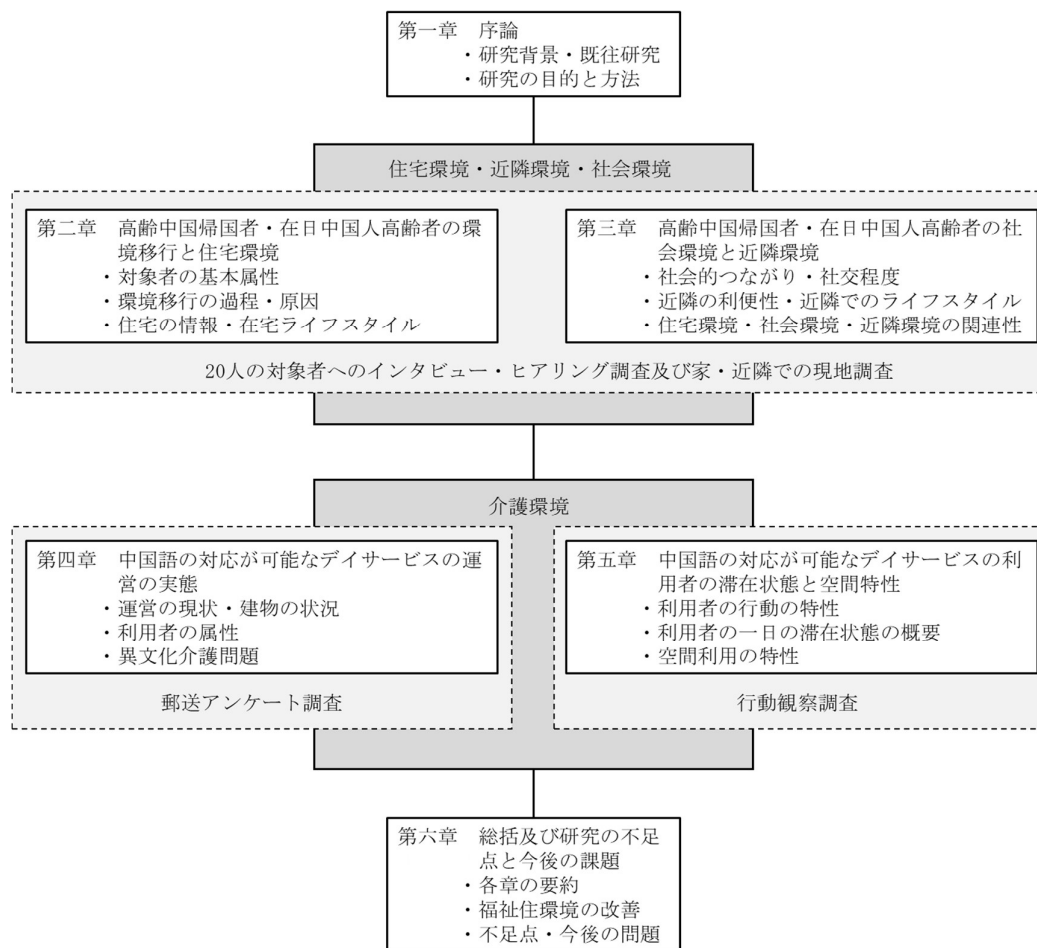 第一章　序論
・研究背景・既往研究
・研究の目的と方法
住宅環境・近隣環境・社会環境
第二章　高齢中国帰国者・在日中国人高齢者の環
境移行と住宅環境
・対象者の基本属性
・環境移行の過程・原因
・住宅の情報・在宅ライフスタイル
第三章　高齢中国帰国者・在日中国人高齢者の社
会環境と近隣環境
・社会的つながり・社交程度
・近隣の利便性・近隣でのライフスタイル
・住宅環境・社会環境・近隣環境の関連性
20人の対象者へのインタビュー・ヒアリング調査及び家・近隣での現地調査
介護環境
第四章　中国語の対応が可能なデイサービスの運
営の実態
・運営の現状・建物の状況
・利用者の属性
・異文化介護問題
郵送アンケート調査
第五章　中国語の対応が可能なデイサービスの利
用者の滞在状態と空間特性
・利用者の行動の特性
・利用者の一日の滞在状態の概要
・空間利用の特性
行動観察調査
第六章　総括及び研究の不足
点と今後の課題
・各章の要約
・福祉住環境の改善
・不足点・今後の問題